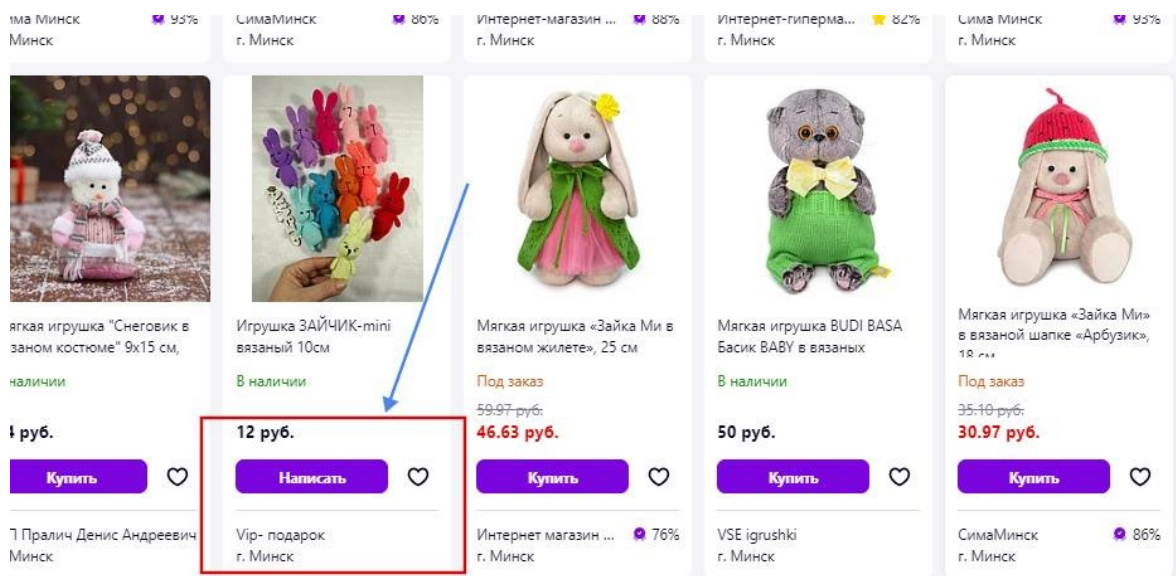 СимаМинск 86%
Интернет-магазин ... 88%
Интернет-гиперма... 82%
Сима Минск 93%
Минск 93%
г. Минск
г. Минск
г. Минск
г. Минск
Минск
игрушка "Снеговик в
костюме" 9х15 см,
наличии
руб.
Купить
Пралич Денис Андреевич
Минск
Игрушка ЗАЙЧИК-mini
вязаный 10см
В наличии
12 руб.
Написать
Vip- подарок
г. Минск
Мягкая игрушка «Зайка Ми в
вязаном жилете», 25 см
Под заказ
59.97 руб.
46.63 руб.
Купить
Интернет магазин ... 76%
г. Минск
Мягкая игрушка BUDI BASA
Басик BABY в вязаных
В наличии
50 руб.
Купить
VSE igrushki
г. Минск
Мягкая игрушка «Зайка Ми»
в вязаной шапке «Арбузик»,
18 см
Под заказ
35.10 руб.
30.97 руб.
Купить
СимаМинск 86%
г. Минск